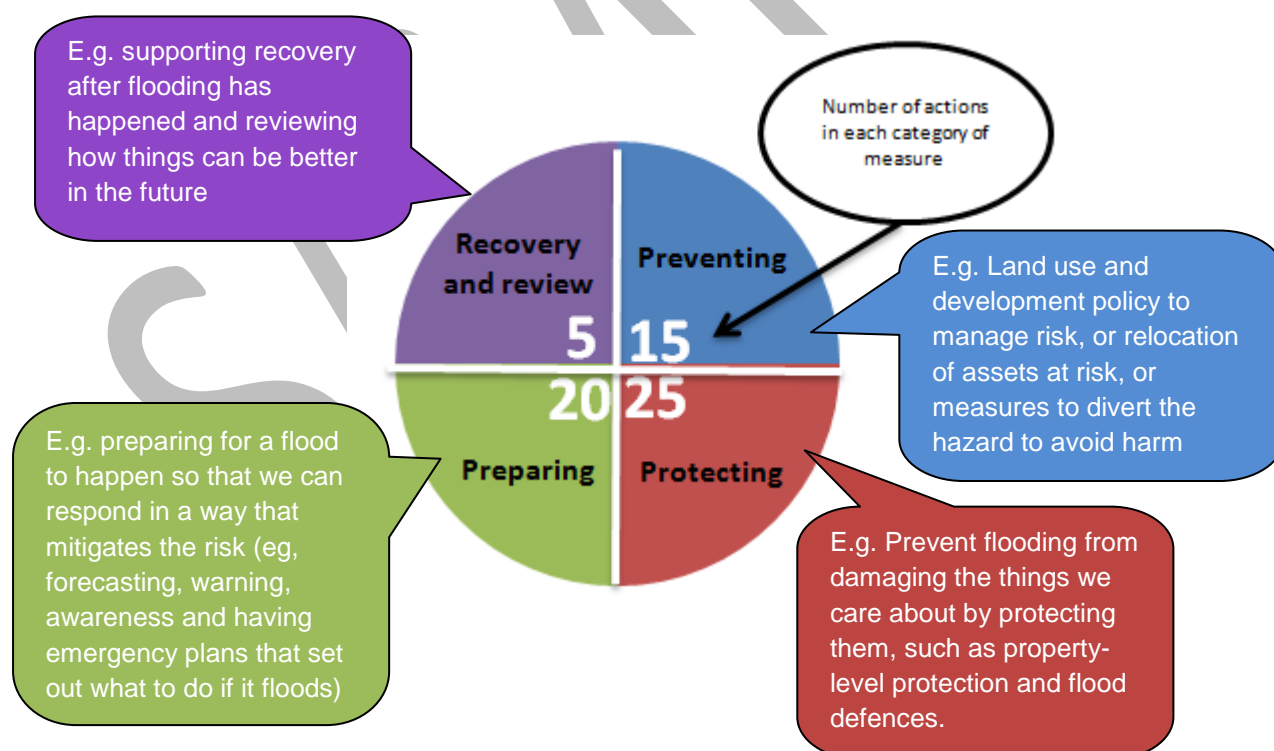 E.g. supporting recovery
after flooding has
happened and reviewing
how things can be better
in the future
Number of actions
in each category of
measure
Recovery
and review
5
Preventing
15
E.g. Land use and
development policy to
manage risk, or relocation
of assets at risk, or
measures to divert the
hazard to avoid harm
20
Preparing
25
Protecting
E.g. preparing for a flood
to happen so that we can
respond in a way that
mitigates the risk (eg,
forecasting, warning,
awareness and having
emergency plans that set
out what to do if it floods)
E.g. Prevent flooding from
damaging the things we
care about by protecting
them, such as property-
level protection and flood
defences.